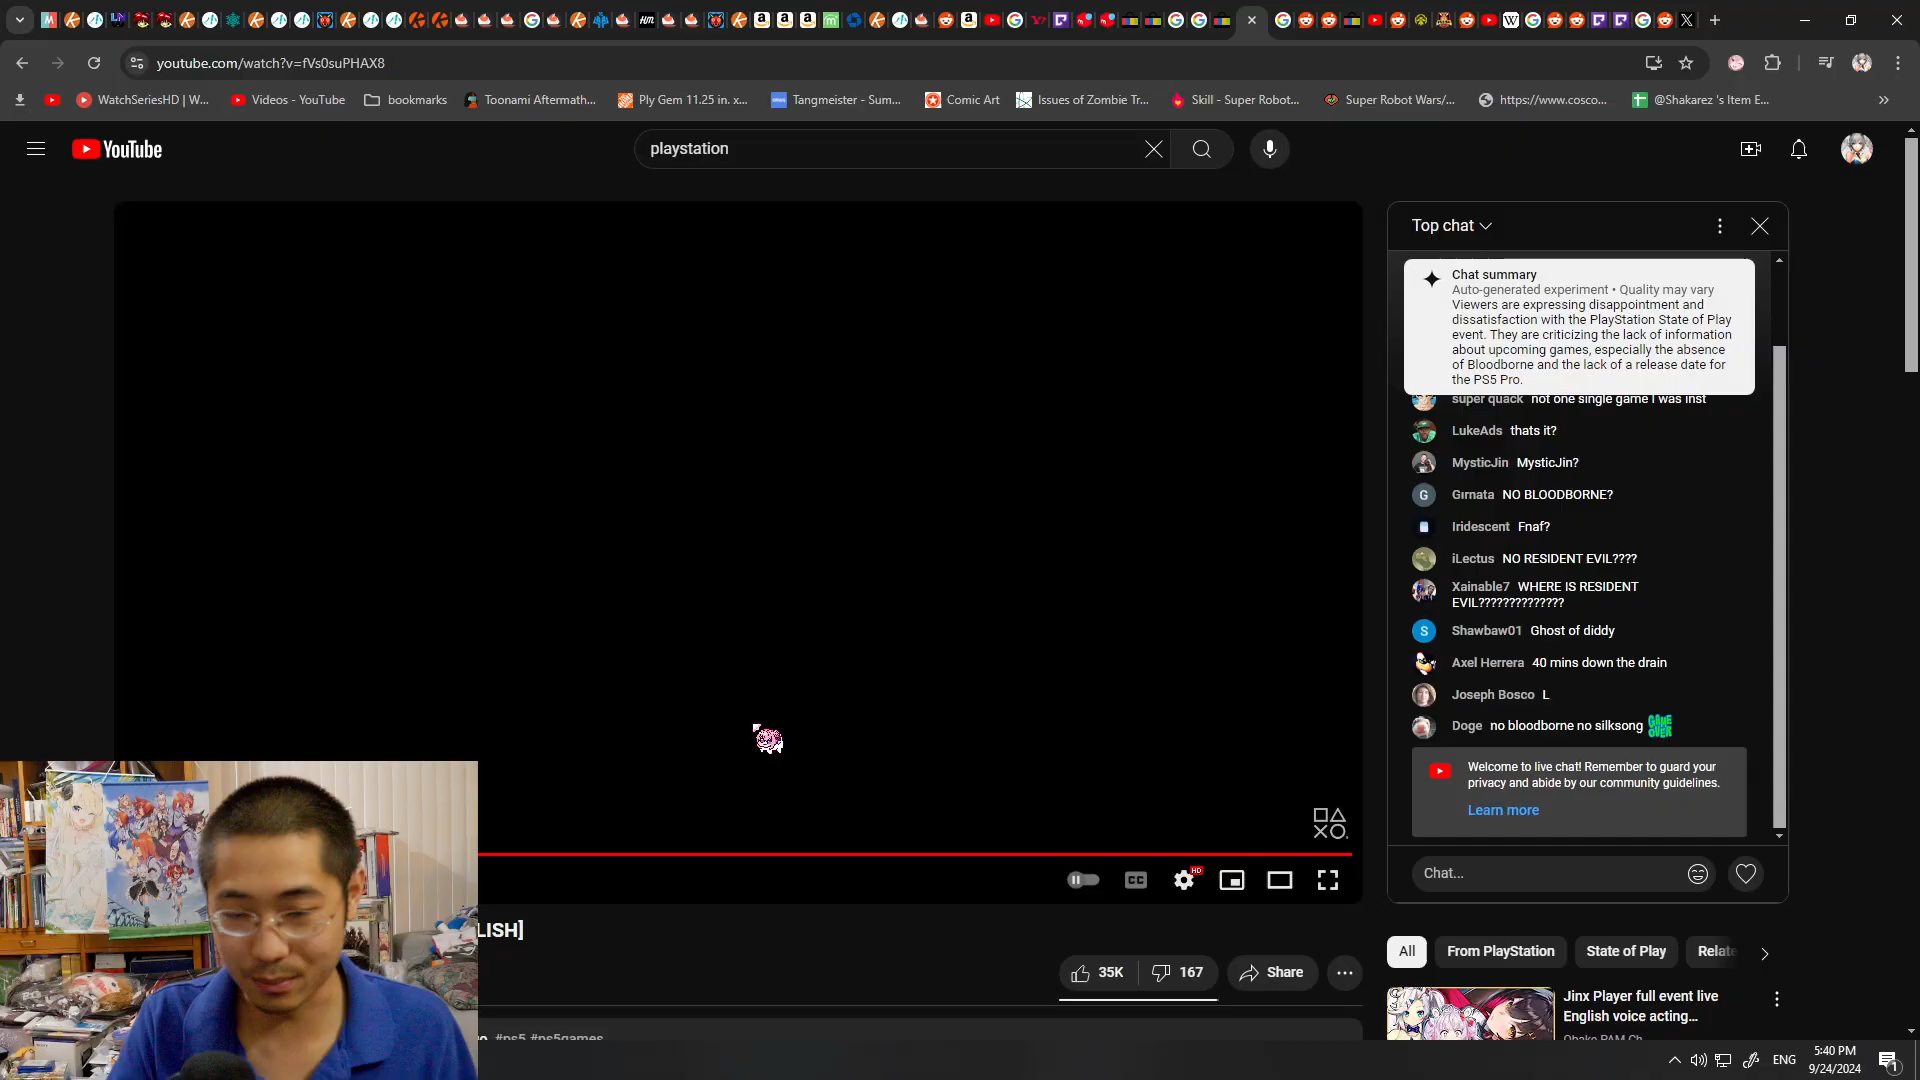 youtube.com/watch?v=fVs0suPHAX8
WatchSeriesHD | W...
Videos - YouTube
bookmarks
Toonami Aftermath...
Ply Gem 11.25 in. x...
Tangmeister - Sum...
Comic Art
Issues of Zombie Tr...
Skill - Super Robot...
Super Robot Wars/...
https://www.cosco...
@Shakarez 's Item E...
YouTube
playstation
Top chat
Chat summary
Auto-generated experiment • Quality may vary
Viewers are expressing disappointment and
dissatisfaction with the PlayStation State of Play
event. They are criticizing the lack of information
about upcoming games, especially the absence
of Bloodborne and the lack of a release date for
the PS5 Pro.
super quack not one single game I was inst
LukeAds thats it?
MysticJin MysticJin?
G Girnata NO BLOODBORNE?
Iridescent Fnaf?
iLectus NO RESIDENT EVIL????
Xainable7 WHERE IS RESIDENT
EVIL??????????????
S Shawbaw01 Ghost of diddy
Axel Herrera 40 mins down the drain
Joseph Bosco L
Doge no bloodborne no silksong GAME OVER
Welcome to live chat! Remember to guard your
privacy and abide by our community guidelines.
Learn more
Chat...
CC
HD
LISH]
35K
167
Share
All
From PlayStation
State of Play
Relate
Jinx Player full event live
English voice acting...
#ps5 #ps5games
ENG
5:40 PM
9/24/2024
1